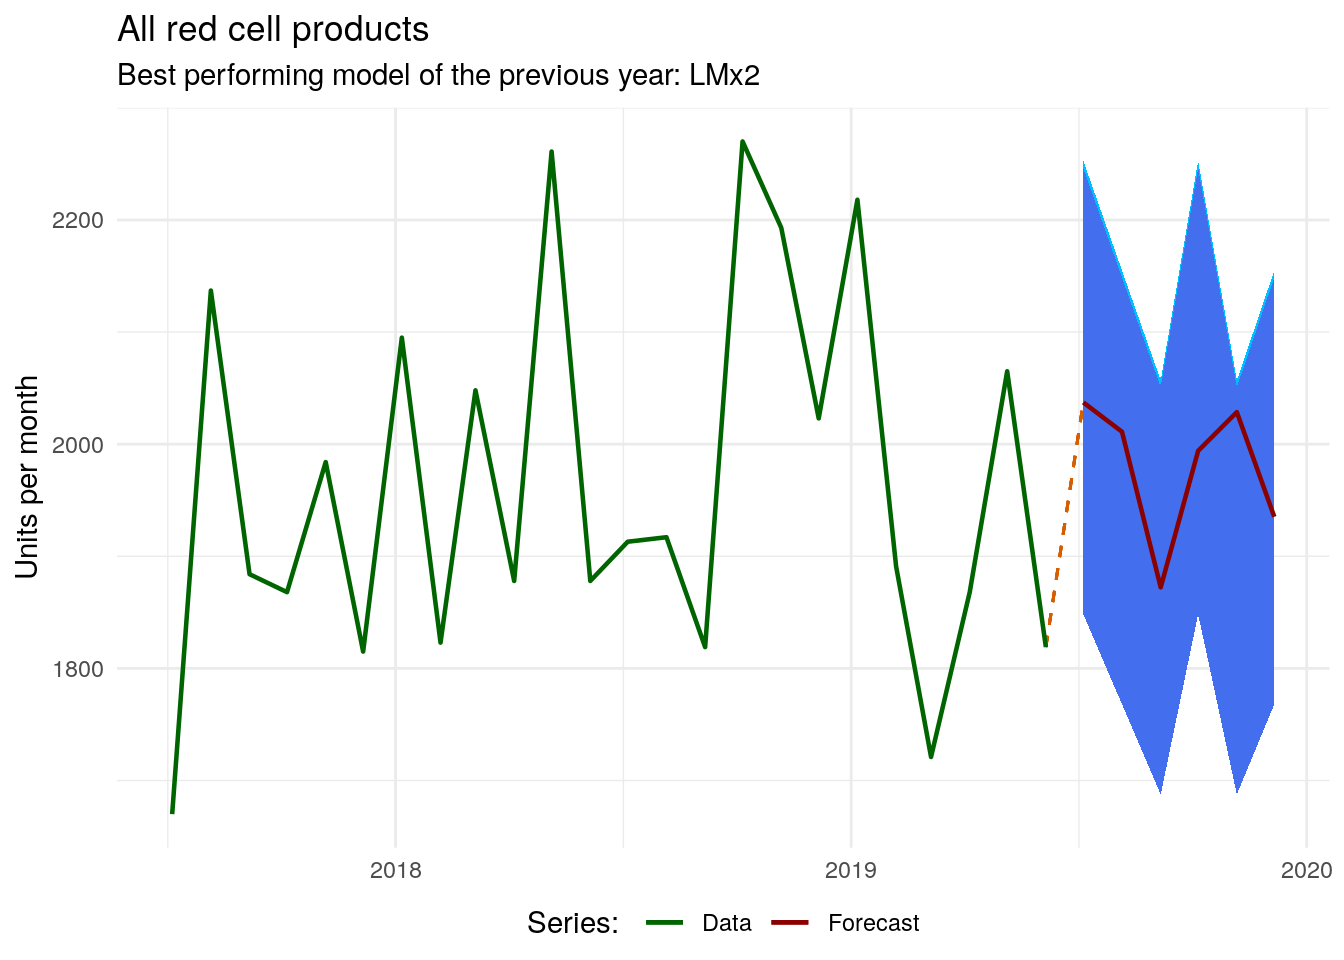 All red cell products
Best performing model of the previous year: LMx2
Units per month
2200
2000
1800
2018
2019
2020
Series:
Data
Forecast